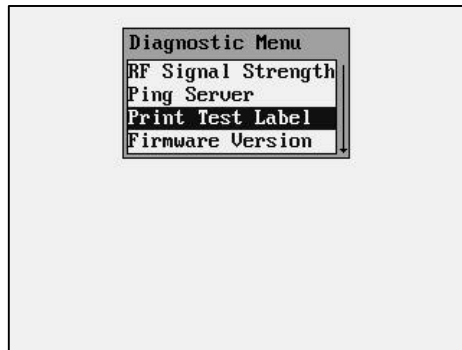 Diagnostic Menu
RF Signal Strength
Ping Server
Print Test Label
Firmware Version